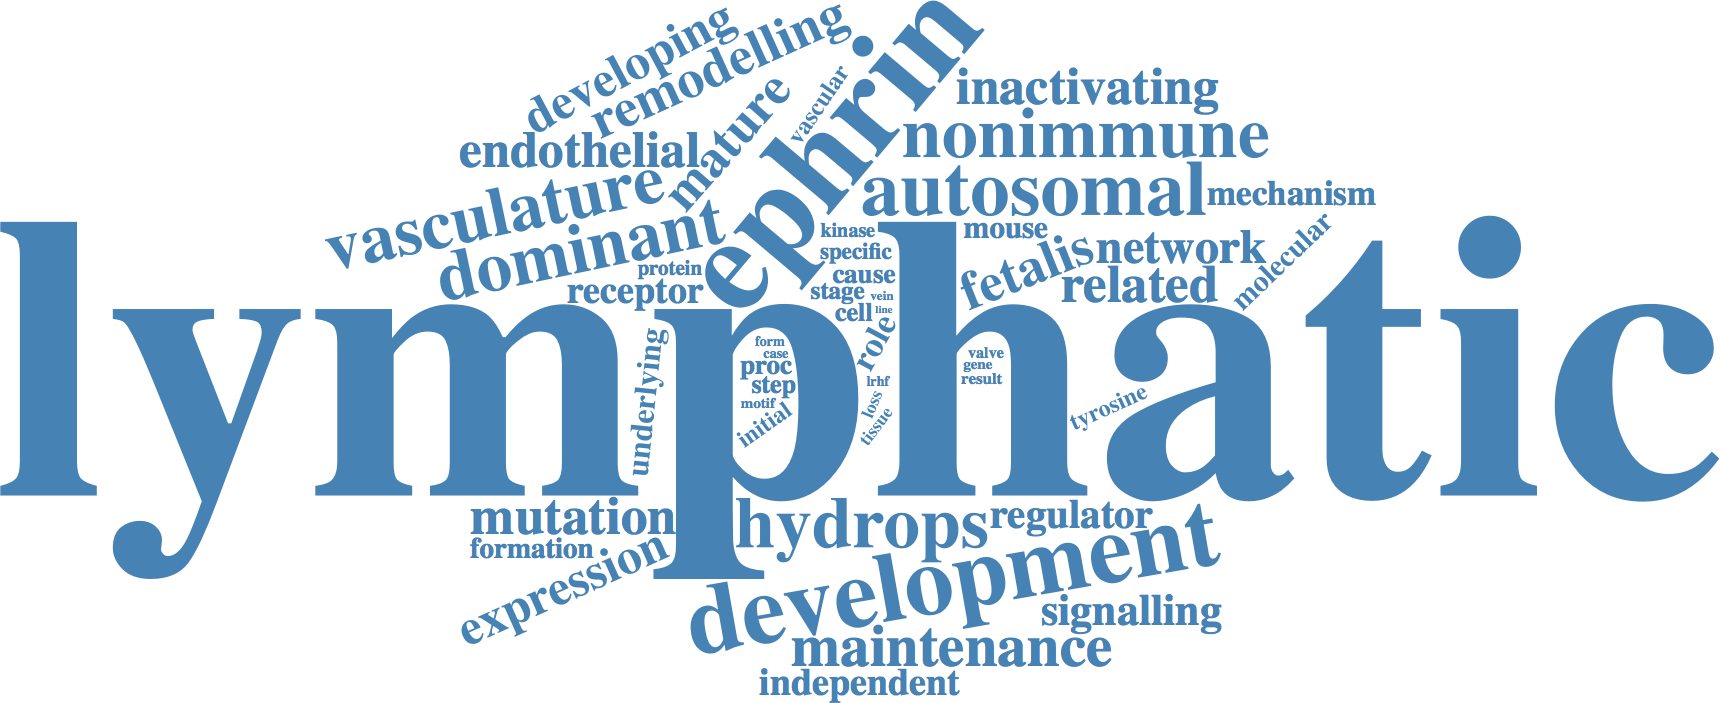 developing
remodelling
ephrin
vascular
mature
inactivating
endothelial
nonimmune
vasculature
autosomal
mechanism
dominant
kinase
mouse
specific
fetalis
network
molecular
protein
cause
receptor
stage
vein
related
cell
line
lymphatic
underlying
role
form
case
proc
step
motif
initial
lrhf
loss
tissue
valve
gene
result
tyrosine
mutation
hydrops
regulator
formation
expression
development
signalling
maintenance
independent